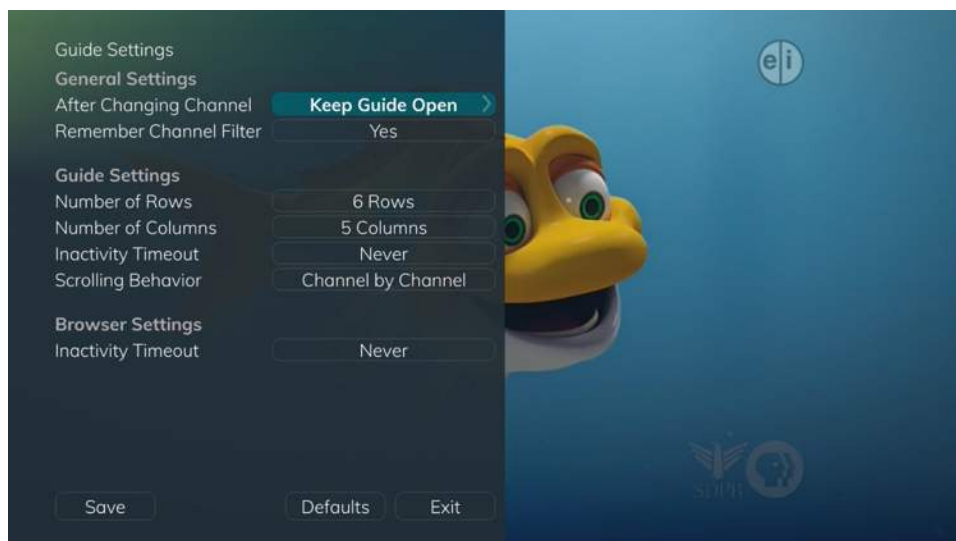 Guide Settings
General Settings
After Changing Channel Keep Guide Open
Remember Channel Filter Yes
Guide Settings
Number of Rows 6 Rows
Number of Columns 5 Columns
Inactivity Timeout Never
Scrolling Behavior Channel by Channel
Browser Settings
Inactivity Timeout Never
Save Defaults Exit
e i
SDPB